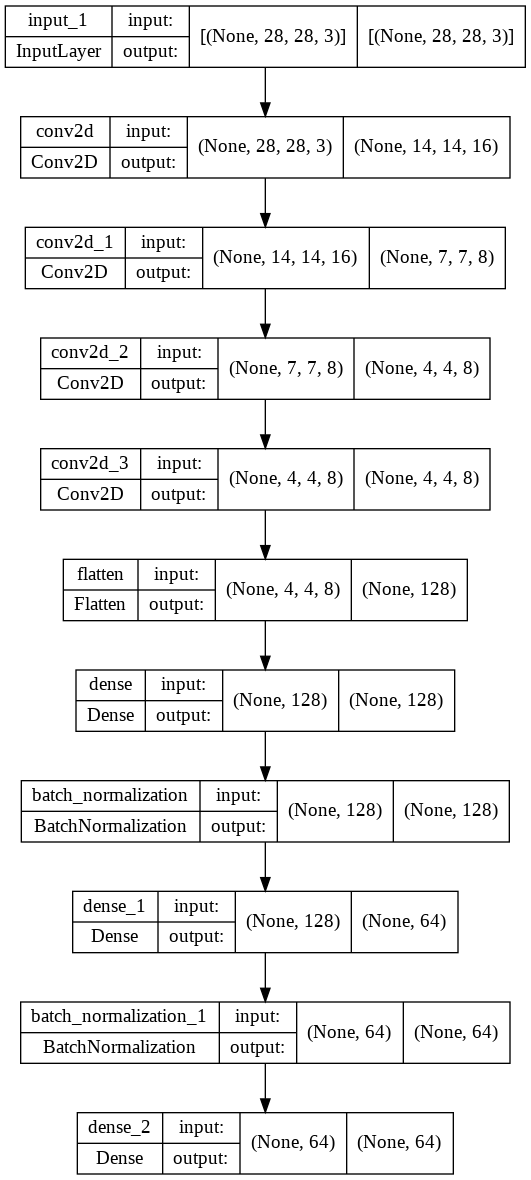 input_1 input: [(None, 28, 28, 3)] [(None, 28, 28, 3)]
InputLayer output:
conv2d input: (None, 28, 28, 3) (None, 14, 14, 16)
Conv2D output:
conv2d_1 input: (None, 14, 14, 16) (None, 7, 7, 8)
Conv2D output:
conv2d_2 input: (None, 7, 7, 8) (None, 4, 4, 8)
Conv2D output:
conv2d_3 input: (None, 4, 4, 8) (None, 4, 4, 8)
Conv2D output:
flatten input: (None, 4, 4, 8) (None, 128)
Flatten output:
dense input: (None, 128) (None, 128)
Dense output:
batch_normalization input: (None, 128) (None, 128)
BatchNormalization output:
dense_1 input: (None, 128) (None, 64)
Dense output:
batch_normalization_1 input: (None, 64) (None, 64)
BatchNormalization output:
dense_2 input: (None, 64) (None, 64)
Dense output: